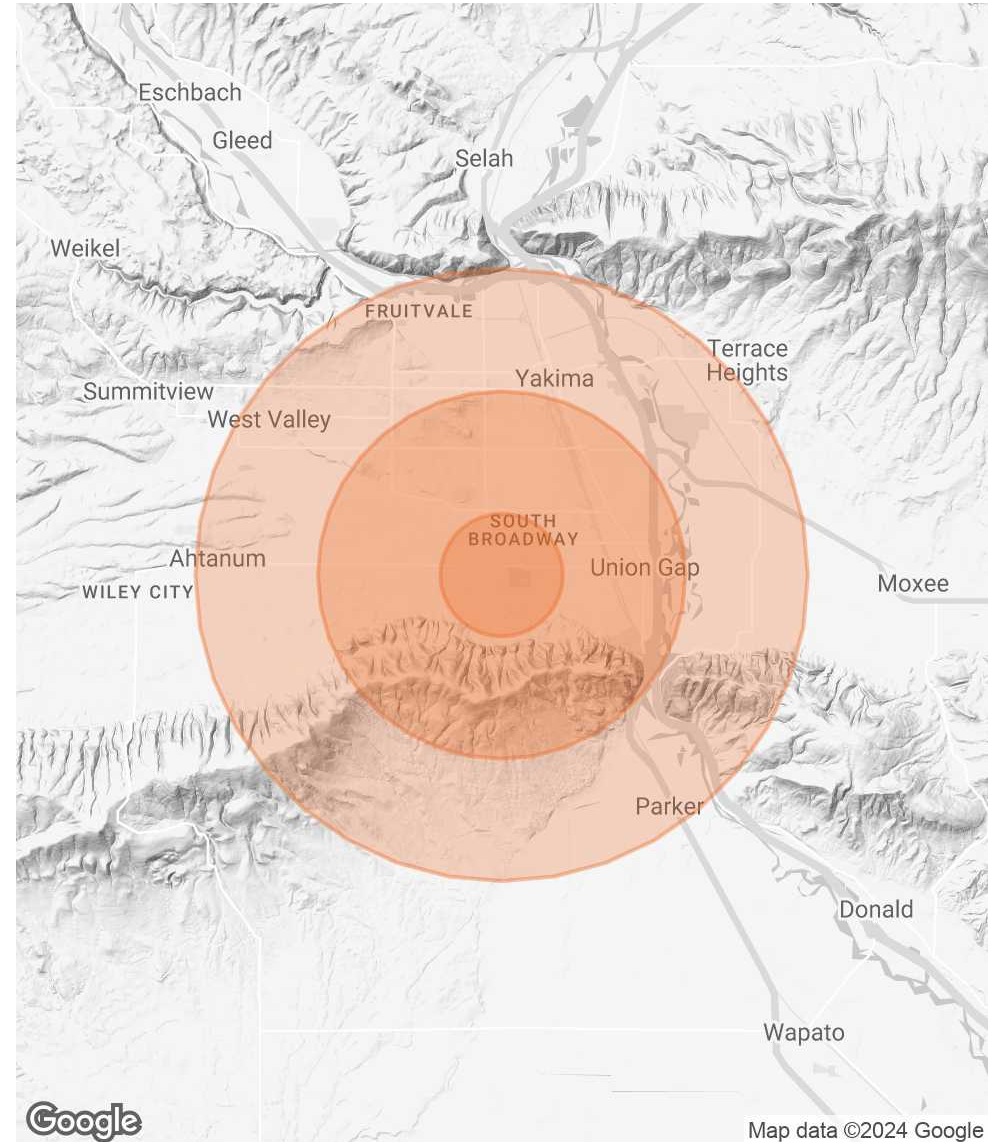 Eschbach
Gleed
Selah
Weikel
FRUITVALE
Terrace
Heights
Yakima
Summitview
West Valley
SOUTH
BROADWAY
Ahtanum
Union Gap
WILEY CITY
Moxee
Parker
Donald
Wapato
Google
Map data ©2024 Google